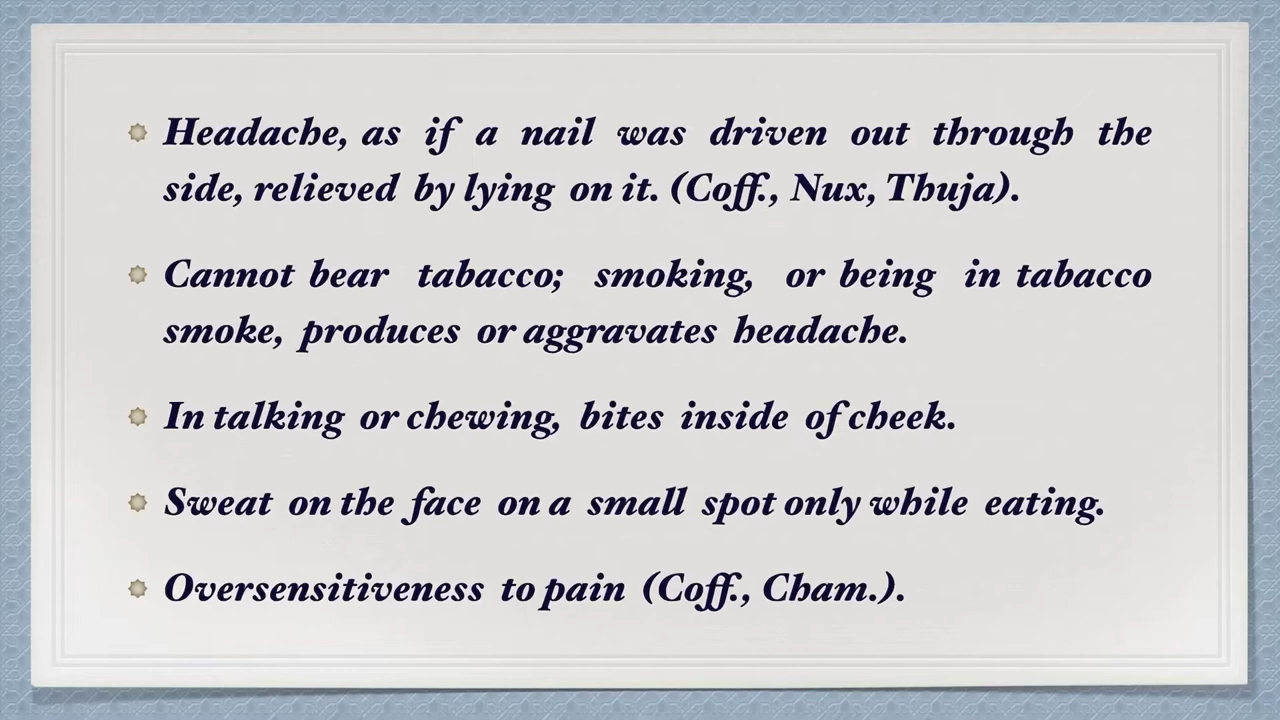 Headache, as if a nail was driven out through the
side, relieved by lying on it. (Coff., Nux, Thuja).
Cannot bear tabacco; smoking, or being in tabacco
smoke, produces or aggravates headache.
In talking or chewing, bites inside of cheek.
Sweat on the face on a small spot only while eating.
Oversensitiveness to pain (Coff., Cham.).